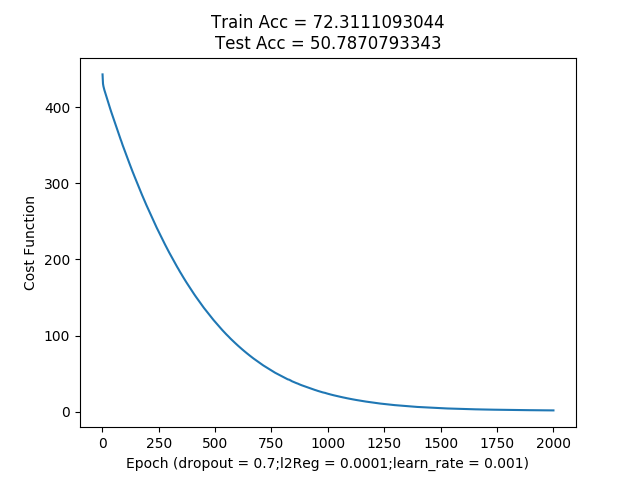 Train Acc = 72.3111093044
Test Acc = 50.7870793343
400
300
200
100
0
Cost Function
0 250 500 750 1000 1250 1500 1750 2000
Epoch (dropout = 0.7;l2Reg = 0.0001;learn_rate = 0.001)